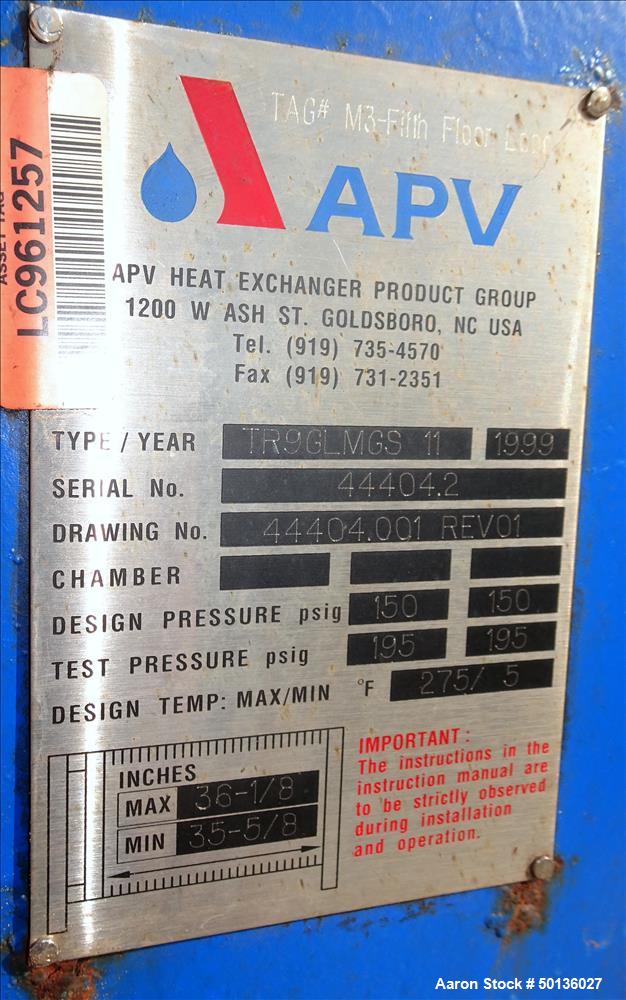 TAG# M3-Fifth Floor Loop
APV
ASSET TAG
LC961257
APV HEAT EXCHANGER PRODUCT GROUP
1200 W ASH ST. GOLDSBORO, NC USA
Tel. (919) 735-4570
Fax (919) 731-2351
TYPE / YEAR TR9GLMGS 11 1999
SERIAL No. 44404.2
DRAWING No. 44404.001 REV01
CHAMBER
DESIGN PRESSURE psig 150 150
TEST PRESSURE psig 195 195
DESIGN TEMP: MAX/MIN °F 275/ 5
INCHES
MAX 36-1/8
MIN 35-5/8
IMPORTANT:
The instructions in the
instruction manual are
to be strictly observed
during installation
and operation.
Aaron Stock # 50136027